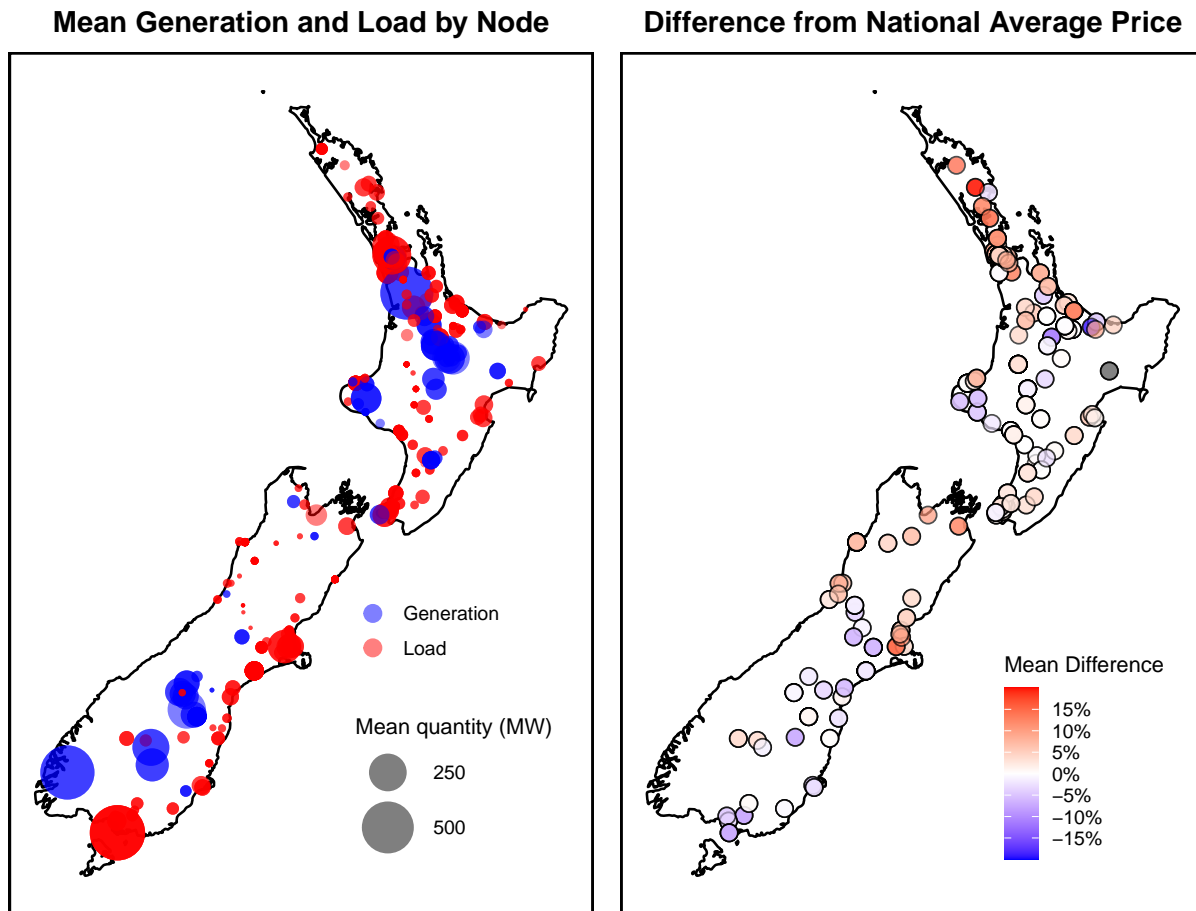 Mean Generation and Load by Node
Difference from National Average Price
Generation
Load
Mean quantity (MW)
250
500
Mean Difference
15%
10%
5%
0%
−5%
−10%
−15%